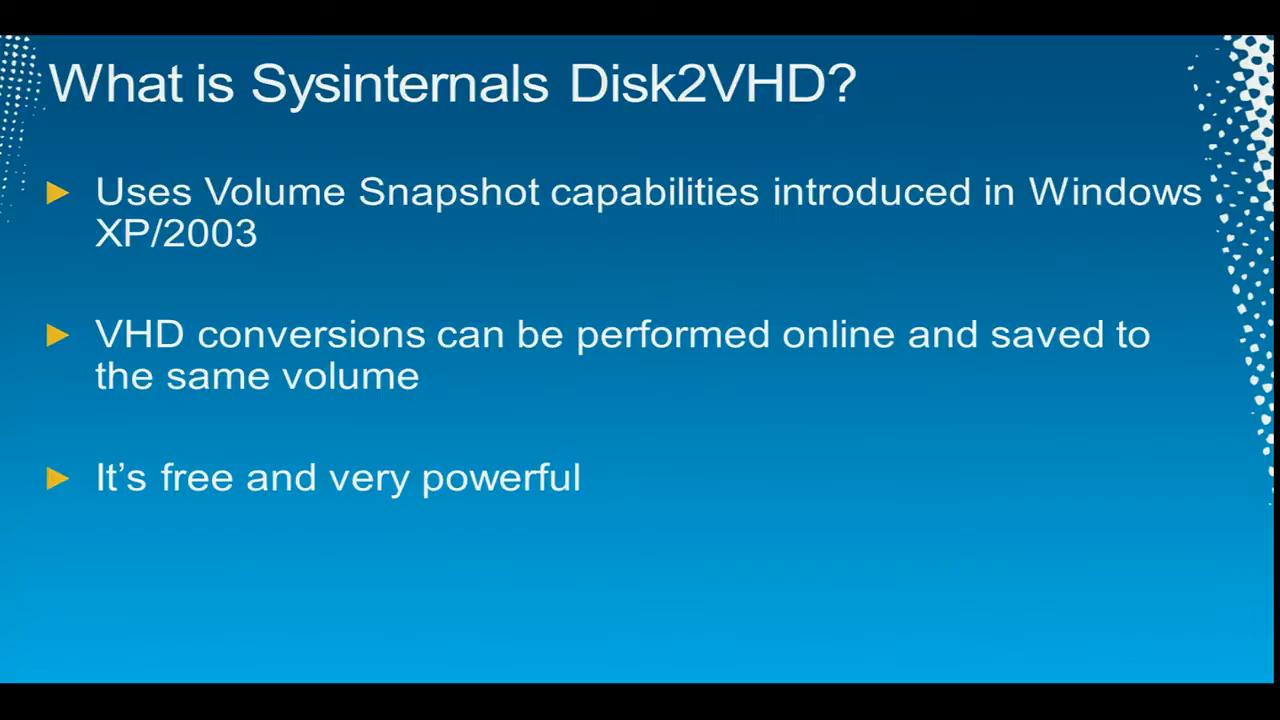 What is Sysinternals Disk2VHD?
Uses Volume Snapshot capabilities introduced in Windows
XP/2003
VHD conversions can be performed online and saved to
the same volume
It’s free and very powerful